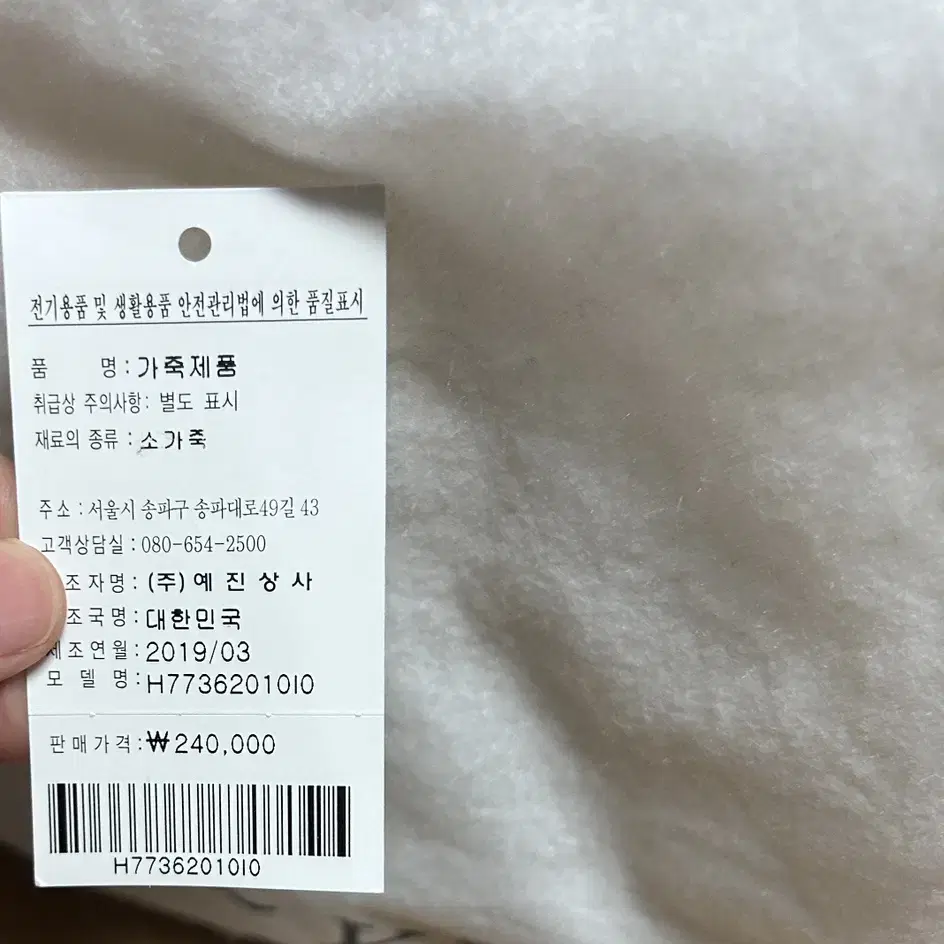 전기용품 및 생활용품 안전관리법에 의한 품질표시
품 명 : 가죽제품
취급상 주의사항: 별도 표시
재료의 종류 : 소가죽
주소 : 서울시 송파구 송파대로49길 43
고객상담실 : 080-654-2500
조자명 : (주) 예진상사
조국명 : 대한민국
제조연월 : 2019/03
모델명 : H77362010I0
판매가격 : ₩240,000
H77362010I0